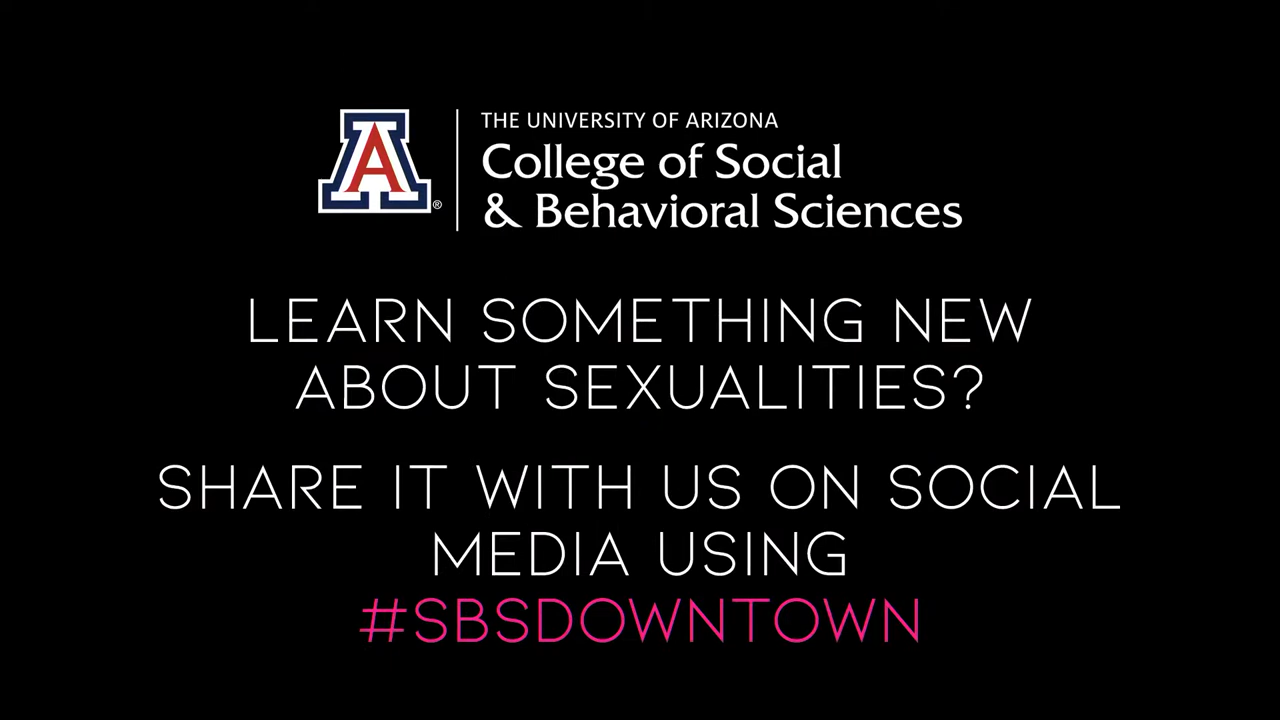 A®
THE UNIVERSITY OF ARIZONA
College of Social
& Behavioral Sciences
LEARN SOMETHING NEW
ABOUT SEXUALITIES?
SHARE IT WITH US ON SOCIAL
MEDIA USING
#SBSDOWNTOWN